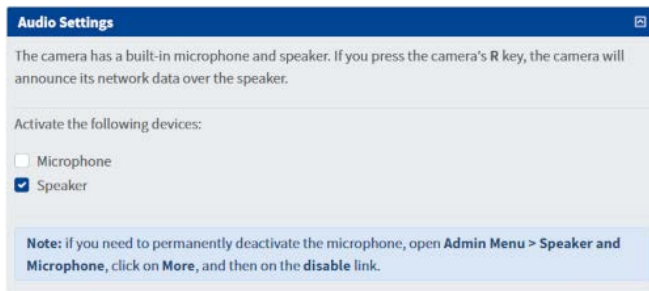 Audio Settings
The camera has a built-in microphone and speaker. If you press the camera's R key, the camera will
announce its network data over the speaker.
Activate the following devices:
Microphone
Speaker
Note: if you need to permanently deactivate the microphone, open Admin Menu > Speaker and
Microphone, click on More, and then on the disable link.